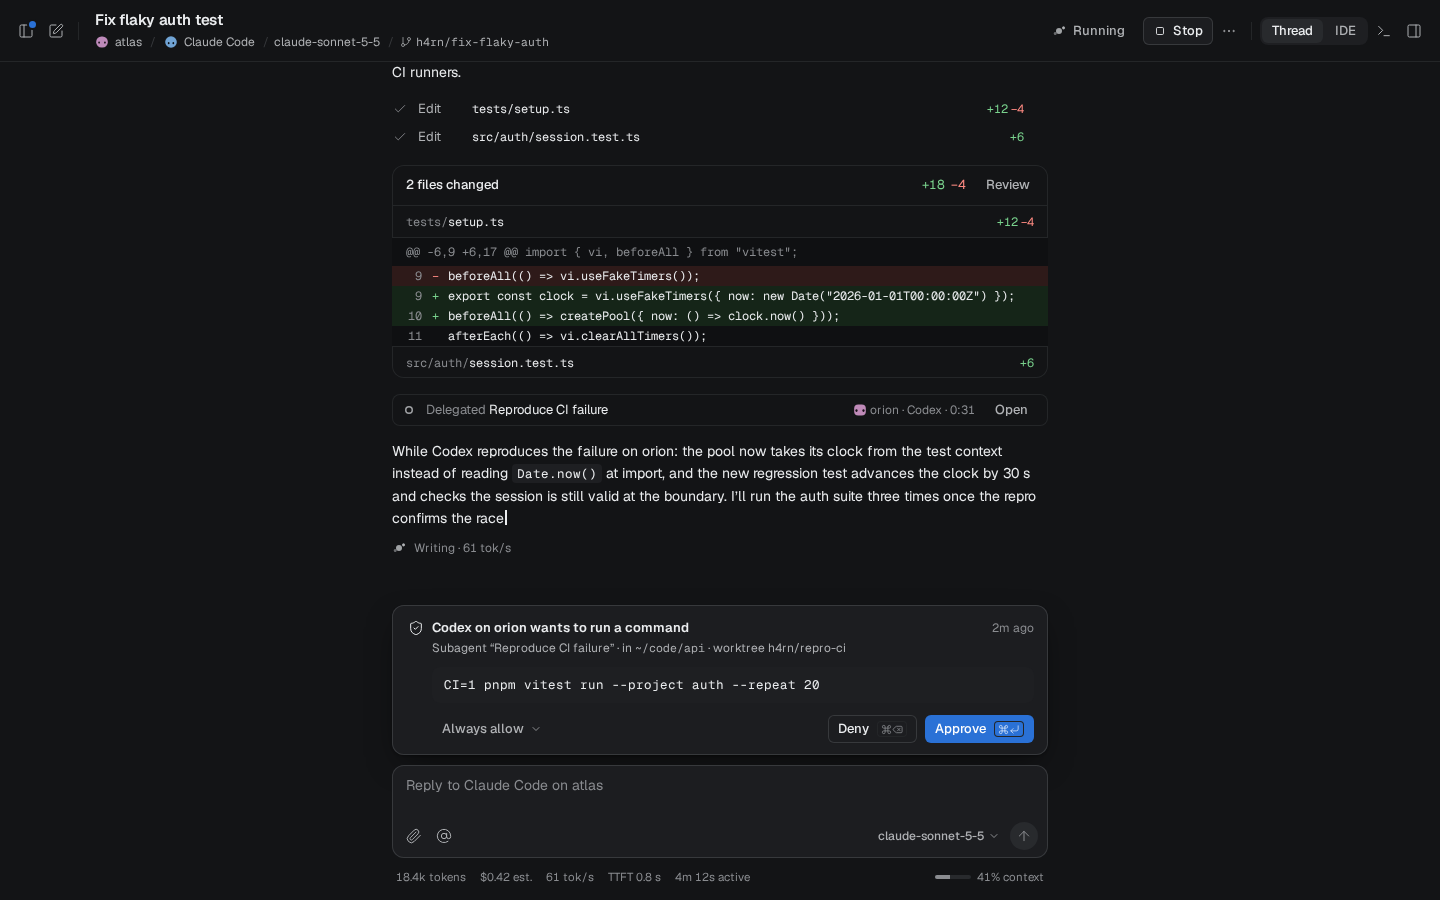 Fix flaky auth test
atlas / Claude Code / claude-sonnet-5-5 / h4rn/fix-flaky-auth
Running
Stop
Thread
IDE
CI runners.
Edit tests/setup.ts +12 −4
Edit src/auth/session.test.ts +6
2 files changed +18 −4 Review
tests/setup.ts +12 −4
@@ -6,9 +6,17 @@ import { vi, beforeAll } from "vitest";
9 − beforeAll(() => vi.useFakeTimers());
9 + export const clock = vi.useFakeTimers({ now: new Date("2026-01-01T00:00:00Z") });
10 + beforeAll(() => createPool({ now: () => clock.now() }));
11 afterEach(() => vi.clearAllTimers());
src/auth/session.test.ts +6
Delegated Reproduce CI failure orion · Codex · 0:31 Open
While Codex reproduces the failure on orion: the pool now takes its clock from the test context
instead of reading Date.now() at import, and the new regression test advances the clock by 30 s
and checks the session is still valid at the boundary. I’ll run the auth suite three times once the repro
confirms the race
Writing · 61 tok/s
Codex on orion wants to run a command 2m ago
Subagent “Reproduce CI failure” · in ~/code/api · worktree h4rn/repro-ci
CI=1 pnpm vitest run --project auth --repeat 20
Always allow Deny ⌘⌫ Approve ⌘↵
Reply to Claude Code on atlas
claude-sonnet-5-5
18.4k tokens $0.42 est. 61 tok/s TTFT 0.8 s 4m 12s active 41% context